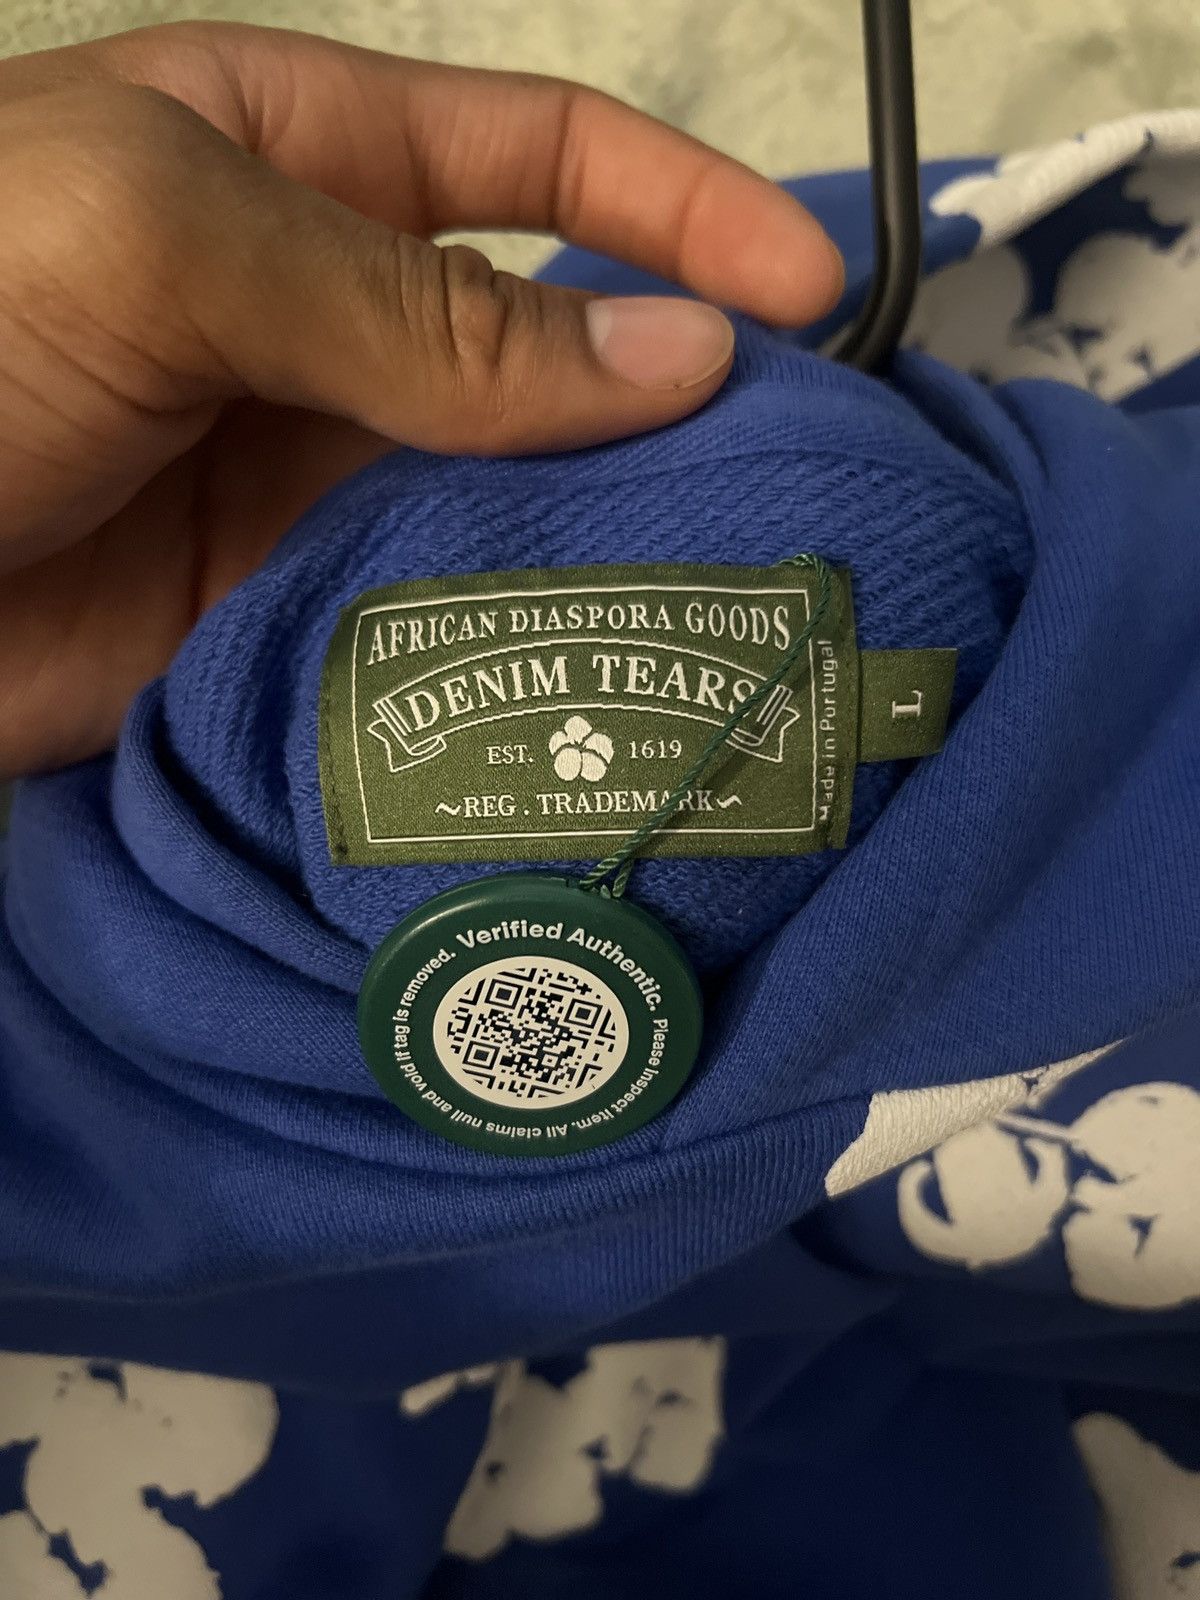 AFRICAN DIASPORA GOODS
DENIM TEARS
EST. 1619
~REG . TRADEMARK~
Made in Portugal
L
Verified Authentic.
Please inspect item. All claims null and void if tag is removed.